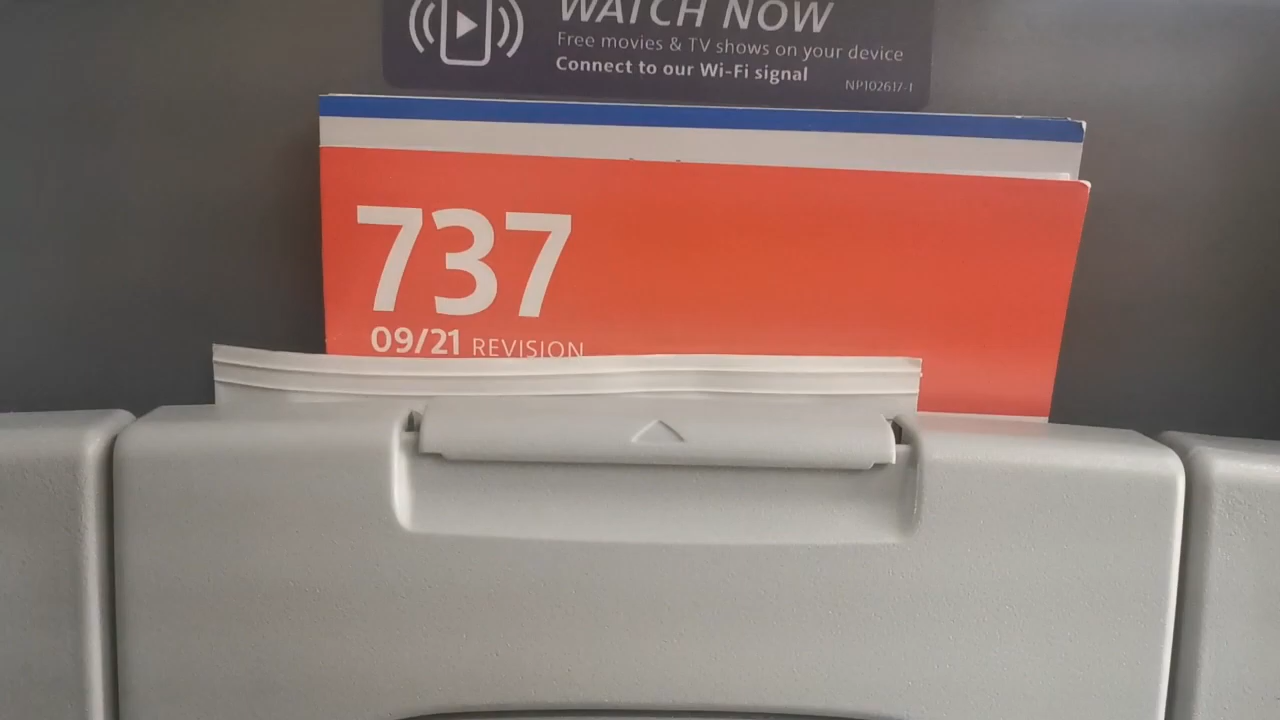 WATCH NOW
Free movies & TV shows on your device
Connect to our Wi-Fi signal
NP102617-1
737
09/21 REVISION